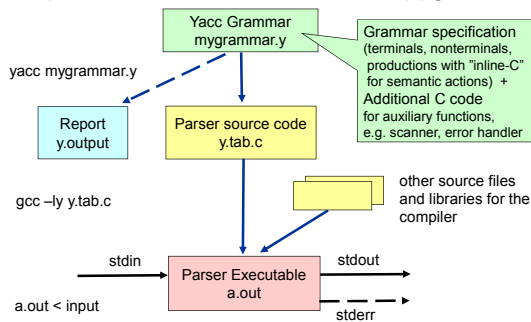 Yacc Grammar
mygrammar.y
Grammar specification
(terminals, nonterminals,
productions with "inline-C"
for semantic actions) +
Additional C code
for auxiliary functions,
e.g. scanner, error handler
yacc mygrammar.y
Report
y.output
Parser source code
y.tab.c
gcc –ly y.tab.c
other source files
and libraries for the
compiler
stdin
Parser Executable
a.out
stdout
stderr
a.out < input